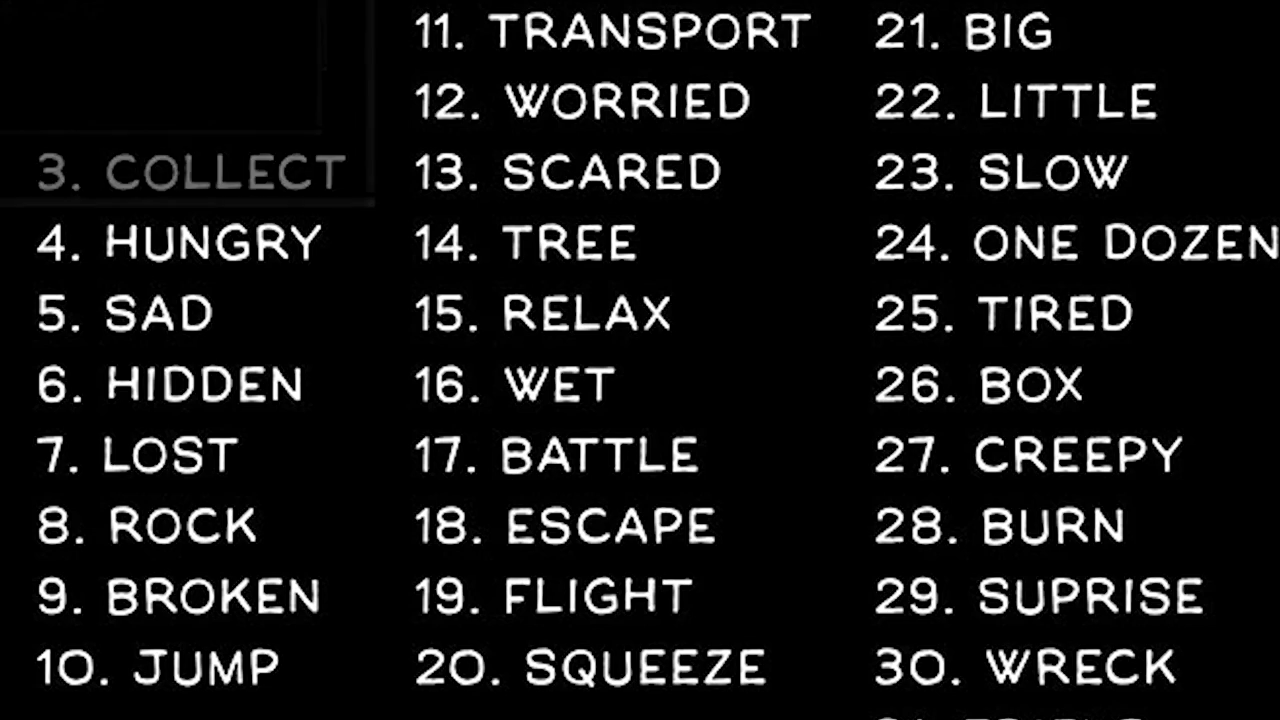 3. COLLECT
4. HUNGRY
5. SAD
6. HIDDEN
7. LOST
8. ROCK
9. BROKEN
10. JUMP
11. TRANSPORT
12. WORRIED
13. SCARED
14. TREE
15. RELAX
16. WET
17. BATTLE
18. ESCAPE
19. FLIGHT
20. SQUEEZE
21. BIG
22. LITTLE
23. SLOW
24. ONE DOZEN
25. TIRED
26. BOX
27. CREEPY
28. BURN
29. SUPRISE
30. WRECK